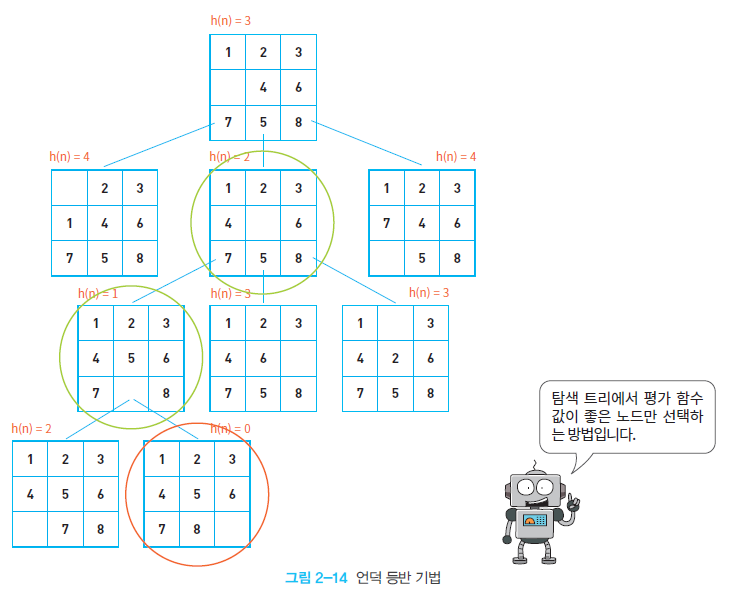 h(n) = 3
1 2 3
4 6
7 5 8
h(n) = 4
2 3
1 4 6
7 5 8
h(n) = 2
1 2 3
4 6
7 5 8
h(n) = 4
1 2 3
7 4 6
5 8
h(n) = 1
1 2 3
4 5 6
7 8
h(n) = 3
1 2 3
4 6
7 5 8
h(n) = 3
1 3
4 2 6
7 5 8
h(n) = 2
1 2 3
4 5 6
7 8
h(n) = 0
1 2 3
4 5 6
7 8
탐색 트리에서 평가 함수
값이 좋은 노드만 선택하
는 방법입니다.
그림 2-14 언덕 등반 기법